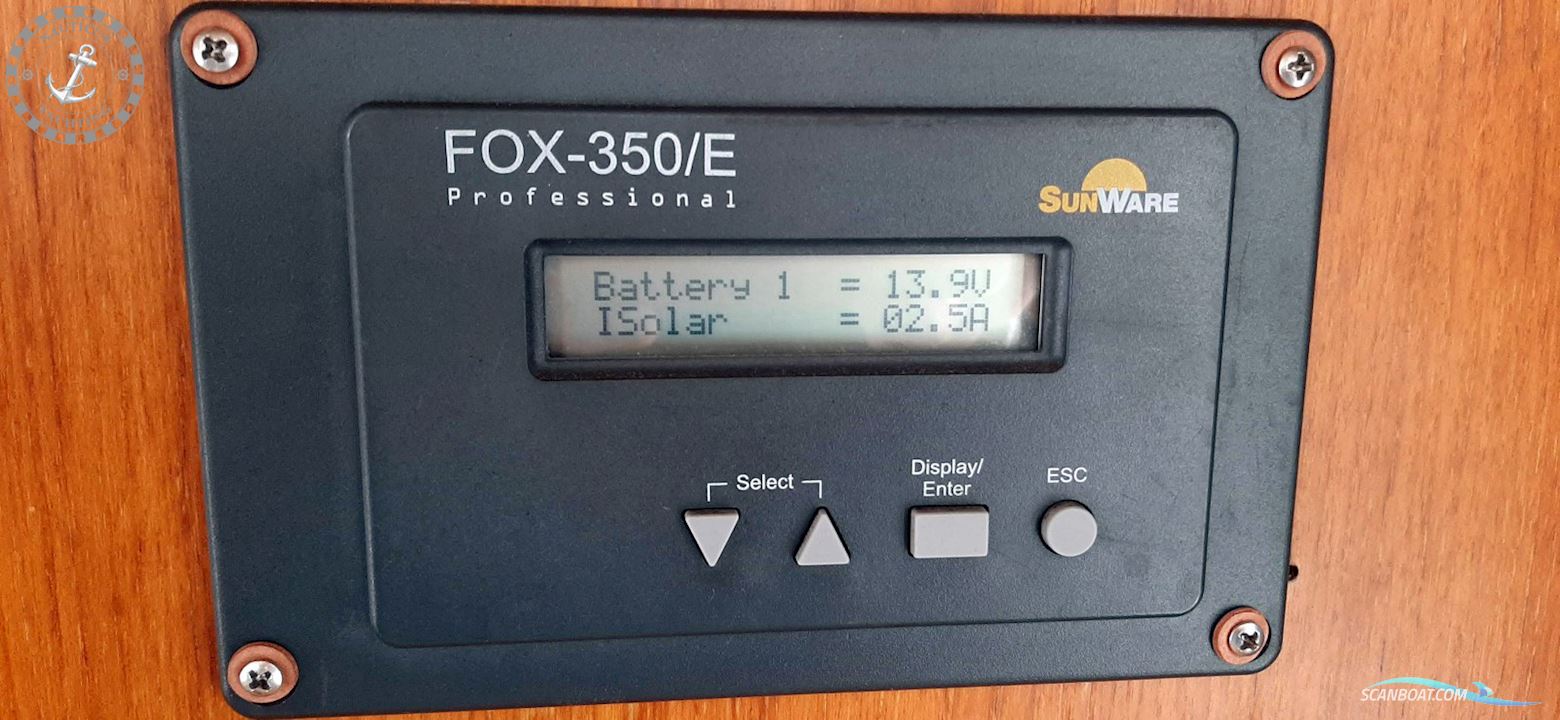 FOX-350/E
Professional
SUNWARE
Battery 1 = 13.9V
ISolar = 02.5A
Select
Display/
Enter
ESC
SCANBOAT.COM